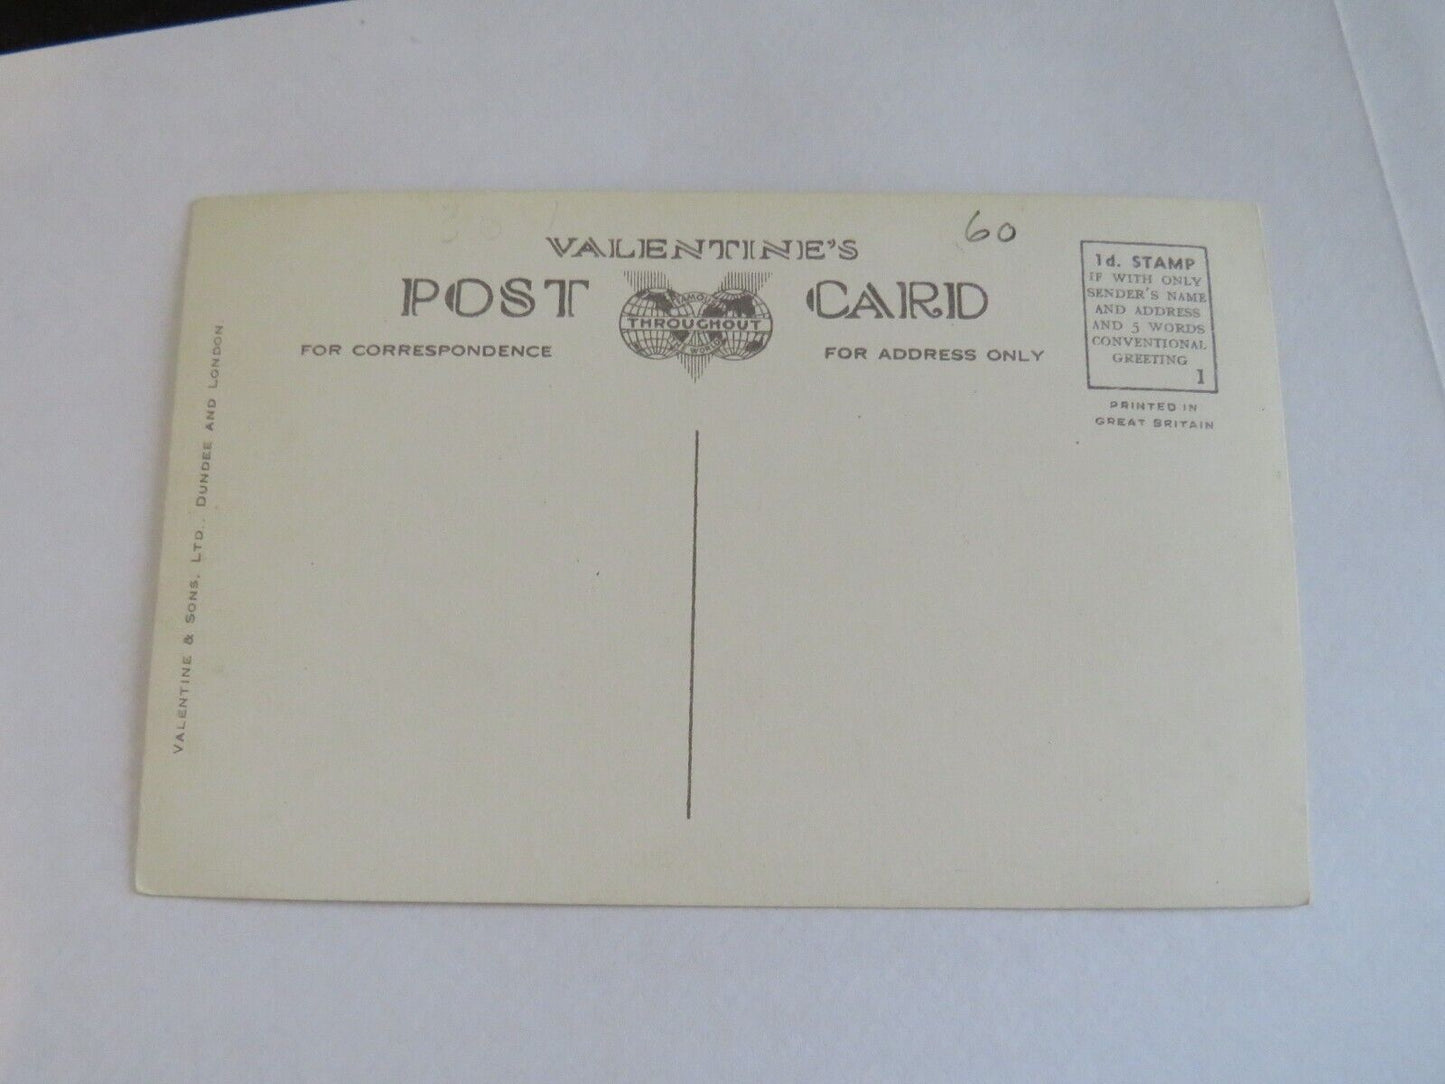 60
VALENTINE'S
POST CARD
FAMOUS
THROUGHOUT
THE WORLD
FOR CORRESPONDENCE
FOR ADDRESS ONLY
1d. STAMP
IF WITH ONLY
SENDER'S NAME
AND ADDRESS
AND 5 WORDS
CONVENTIONAL
GREETING
1
PRINTED IN
GREAT BRITAIN
VALENTINE & SONS, LTD., DUNDEE AND LONDON.